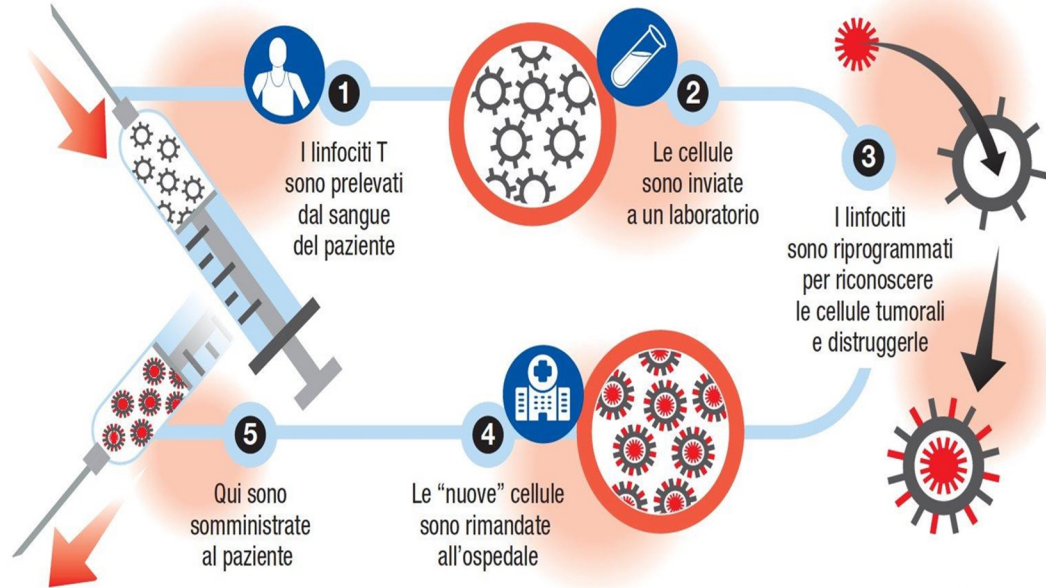 1
I linfociti T
sono prelevati
dal sangue
del paziente
2
Le cellule
sono inviate
a un laboratorio
3
I linfociti
sono riprogrammati
per riconoscere
le cellule tumorali
e distruggerle
4
Le “nuove” cellule
sono rimandate
all’ospedale
5
Qui sono
somministrate
al paziente